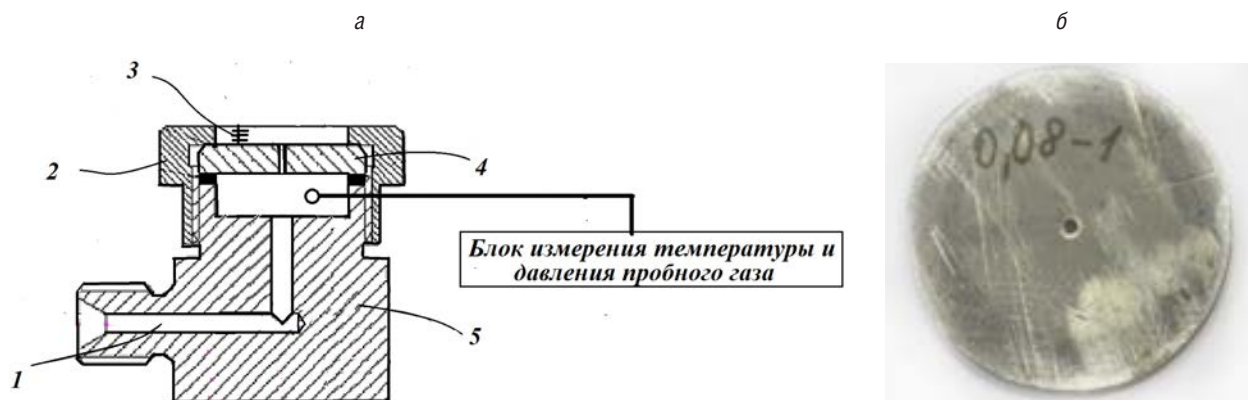 а
б
3
2
4
Блок измерения температуры и
давления пробного газа
5
1
0,08-1